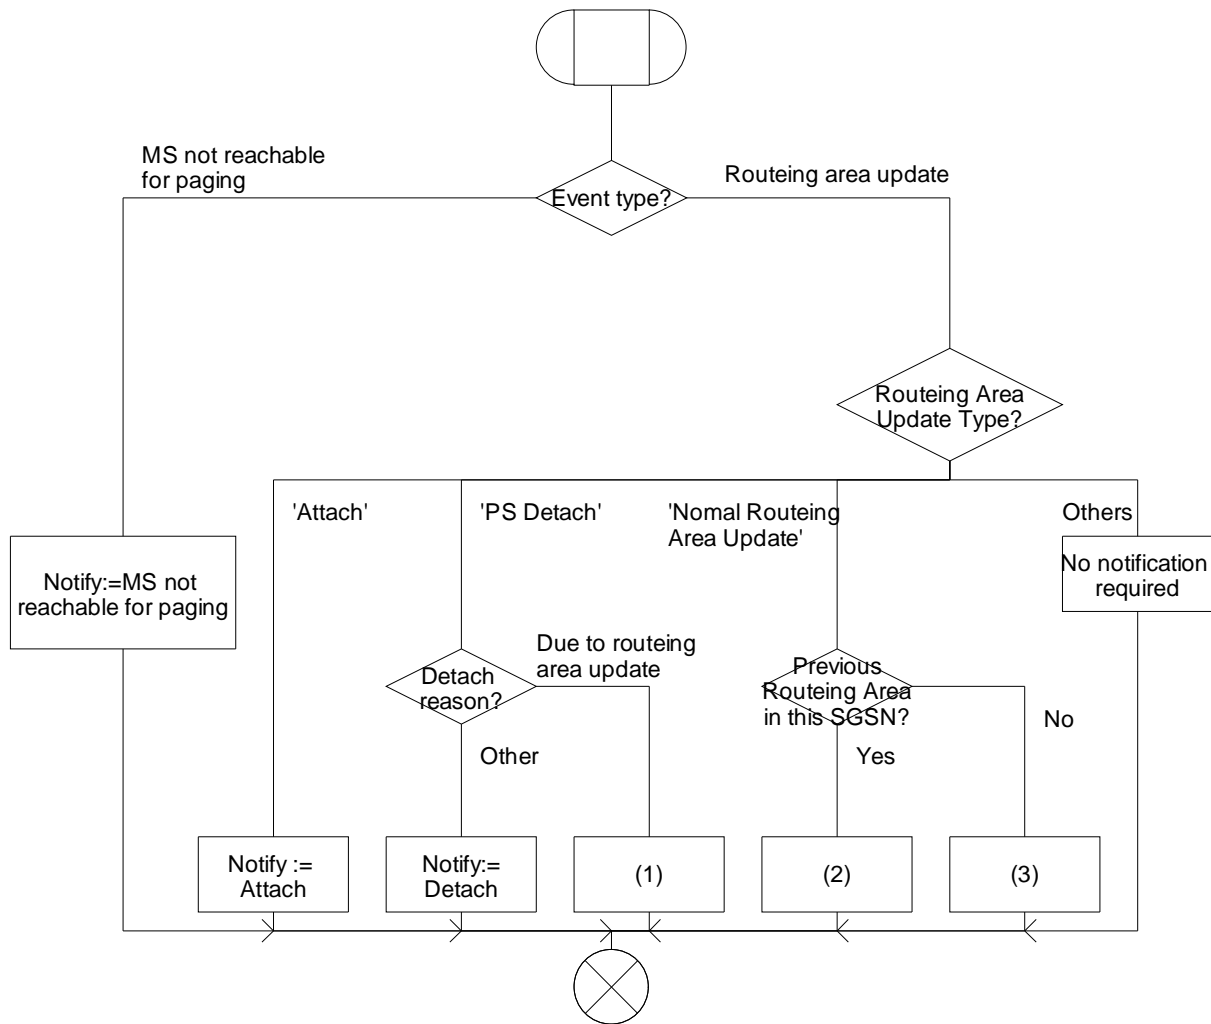 MS not reachable
for paging
Event type?
Routeing area update
Routeing Area
Update Type?
'Attach'
'PS Detach'
'Nomal Routeing
Area Update'
Others
Notify:=MS not
reachable for paging
No notification
required
Due to routeing
area update
Detach
reason?
Previous
Routeing Area
in this SGSN?
No
Other
Yes
Notify :=
Attach
Notify:=
Detach
(1)
(2)
(3)